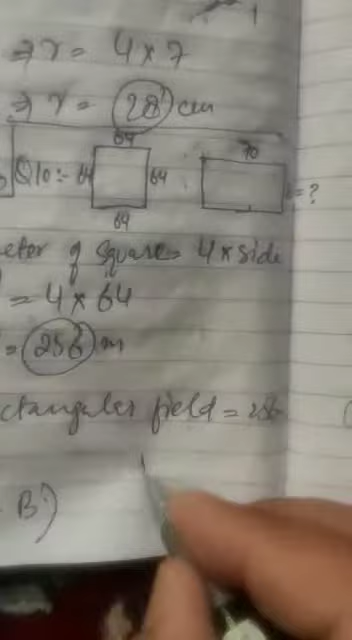 ⇒ r = 4 × 7
⇒ r = 28 cm
Q10:-
64
64
64
64
70
= ?
eter of square = 4 × side
= 4 × 64
= 256 m
ctangular field = 256
B)